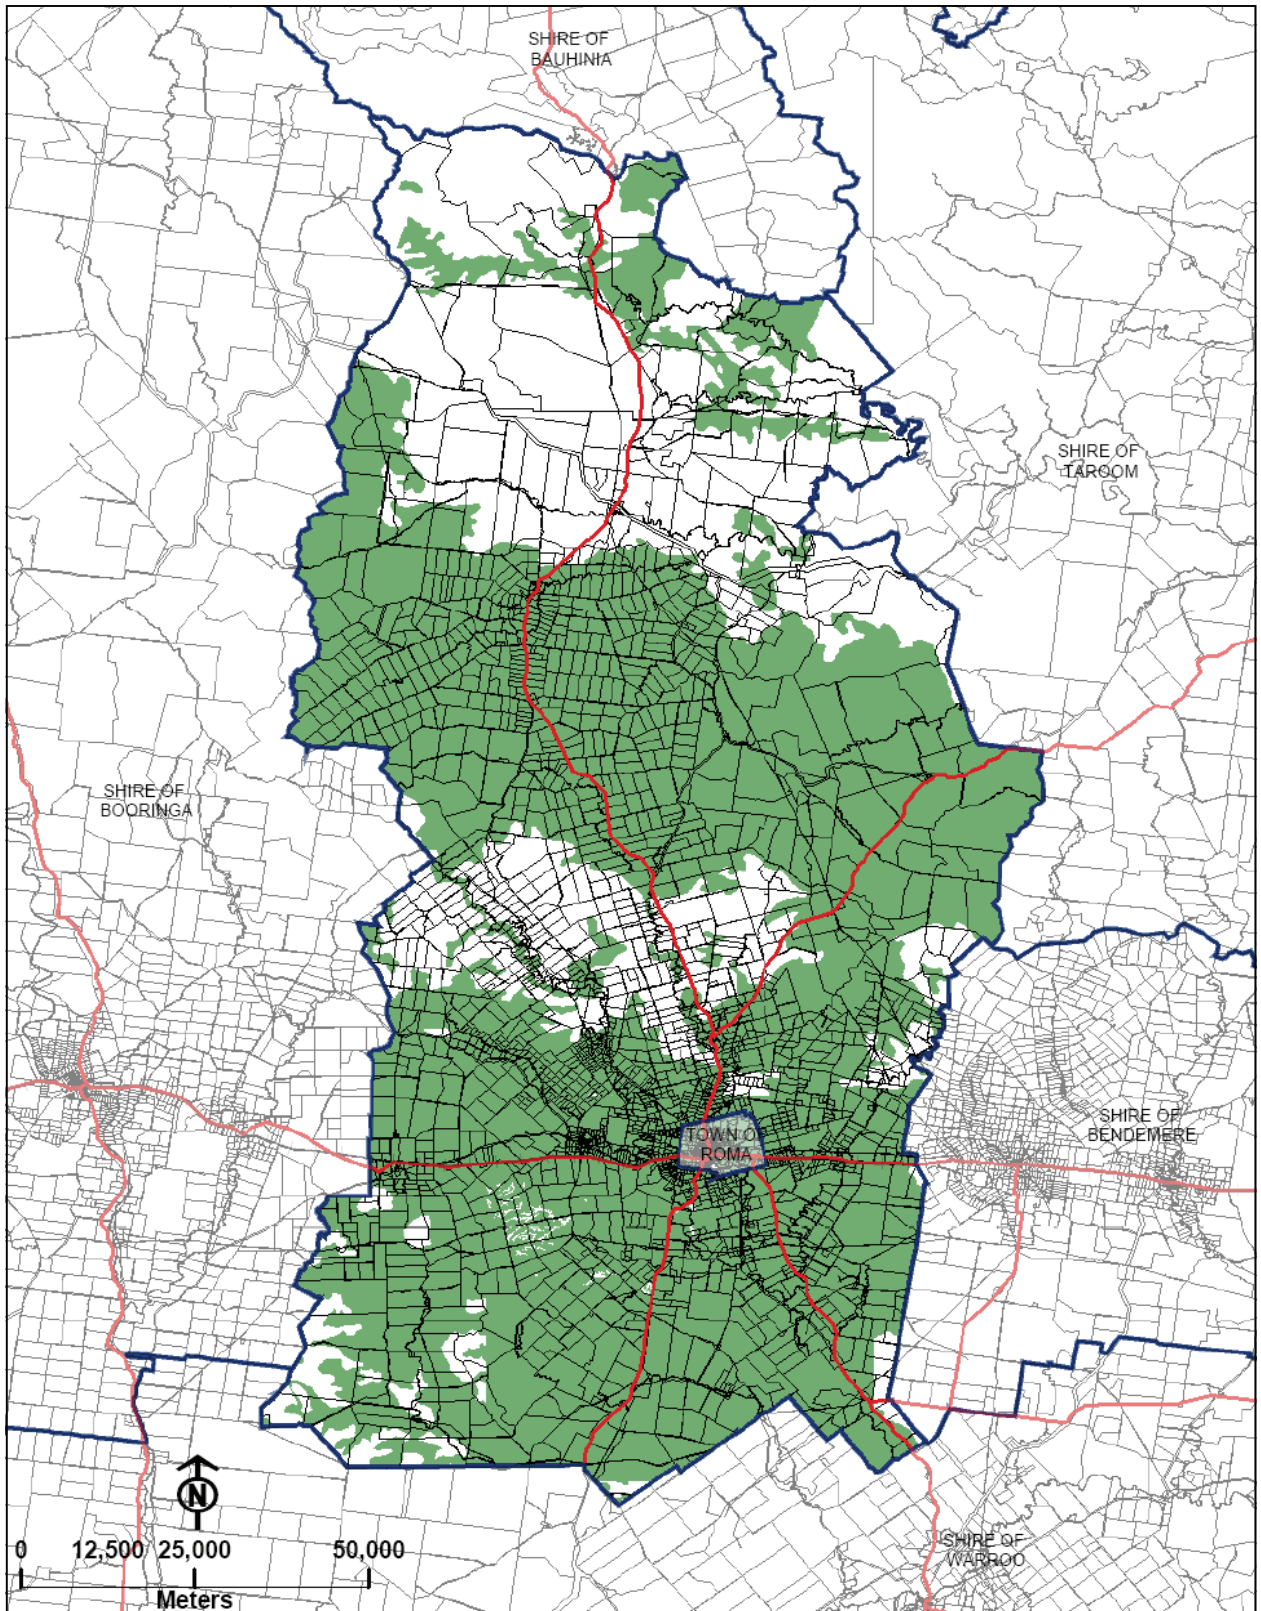 SHIRE OF
BAUHINIA
SHIRE OF
TAROOM
SHIRE OF
BOORINGA
SHIRE OF
BENDEMERE
TOWN OF
ROMA
N
0 12,500 25,000 50,000
Meters
SHIRE OF
WARROO